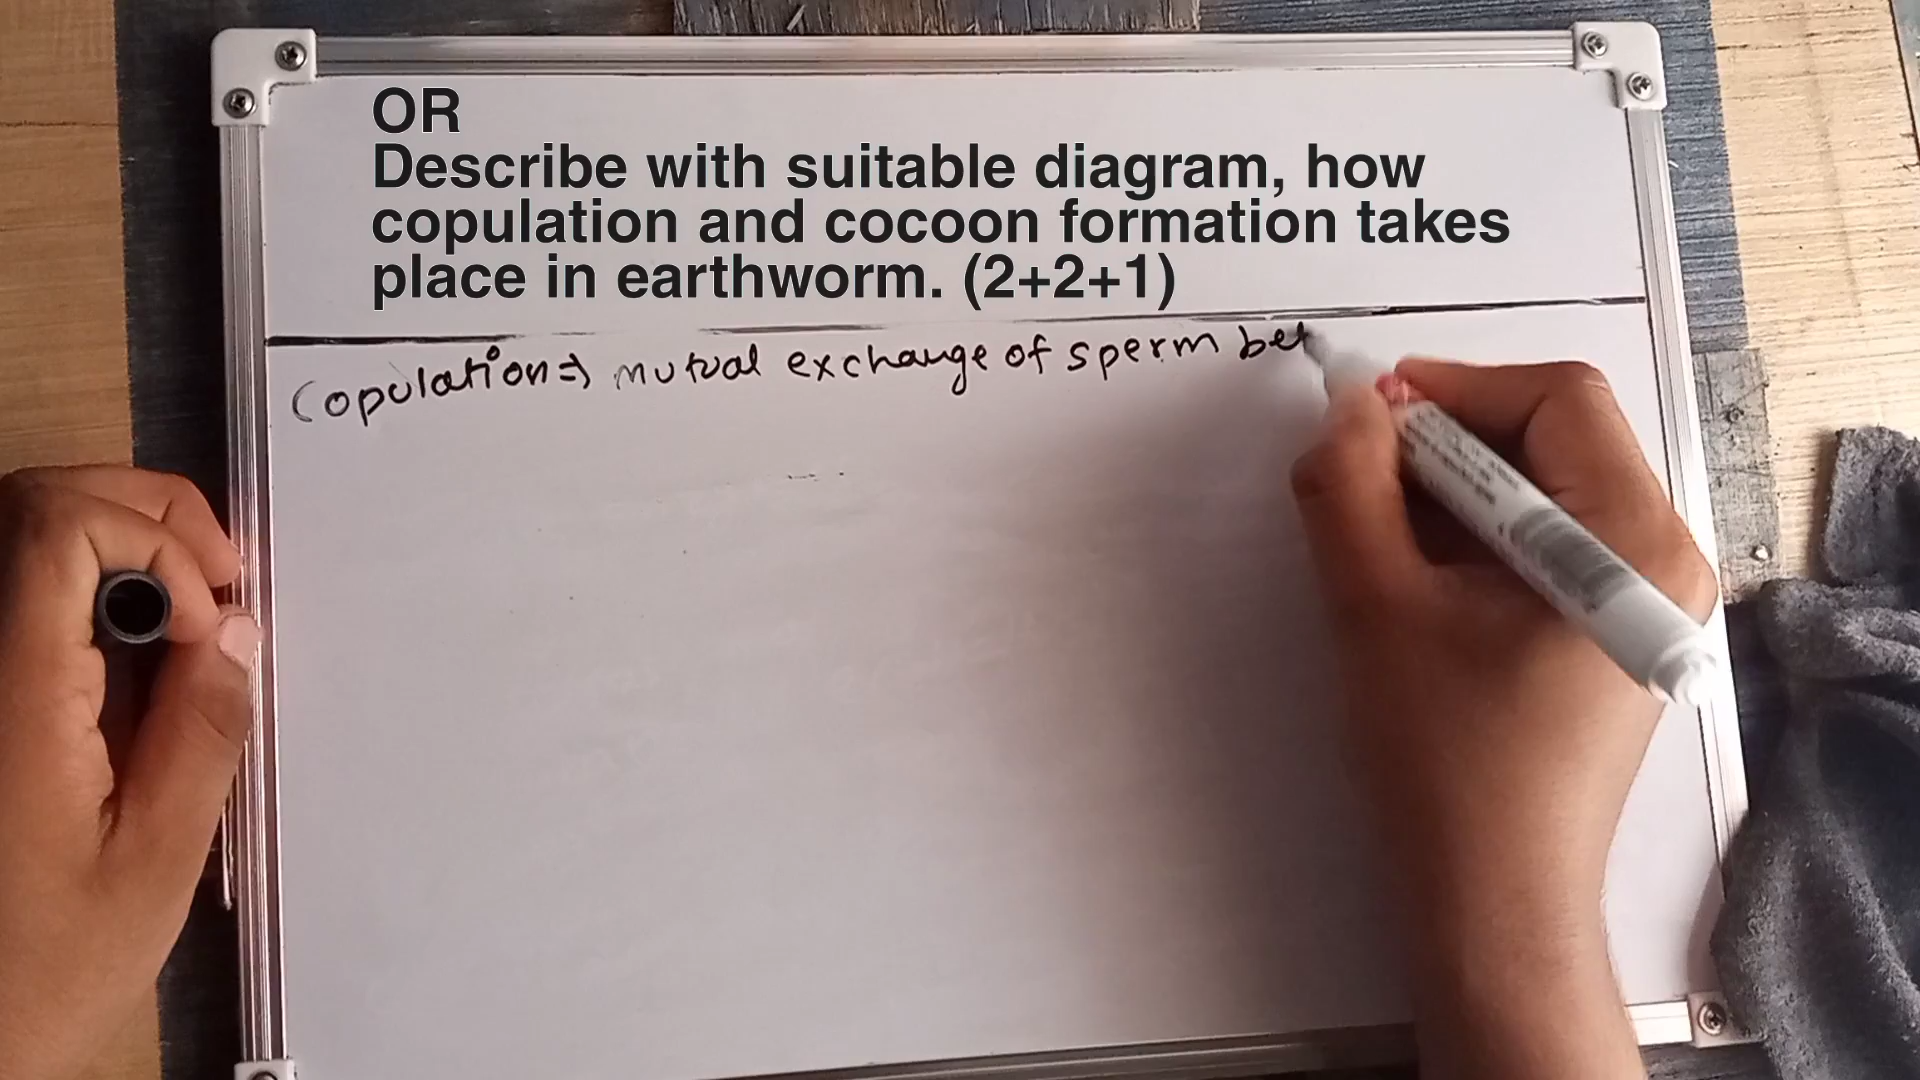 OR
Describe with suitable diagram, how
copulation and cocoon formation takes
place in earthworm. (2+2+1)
Copulation⇒ mutual exchange of sperm bet